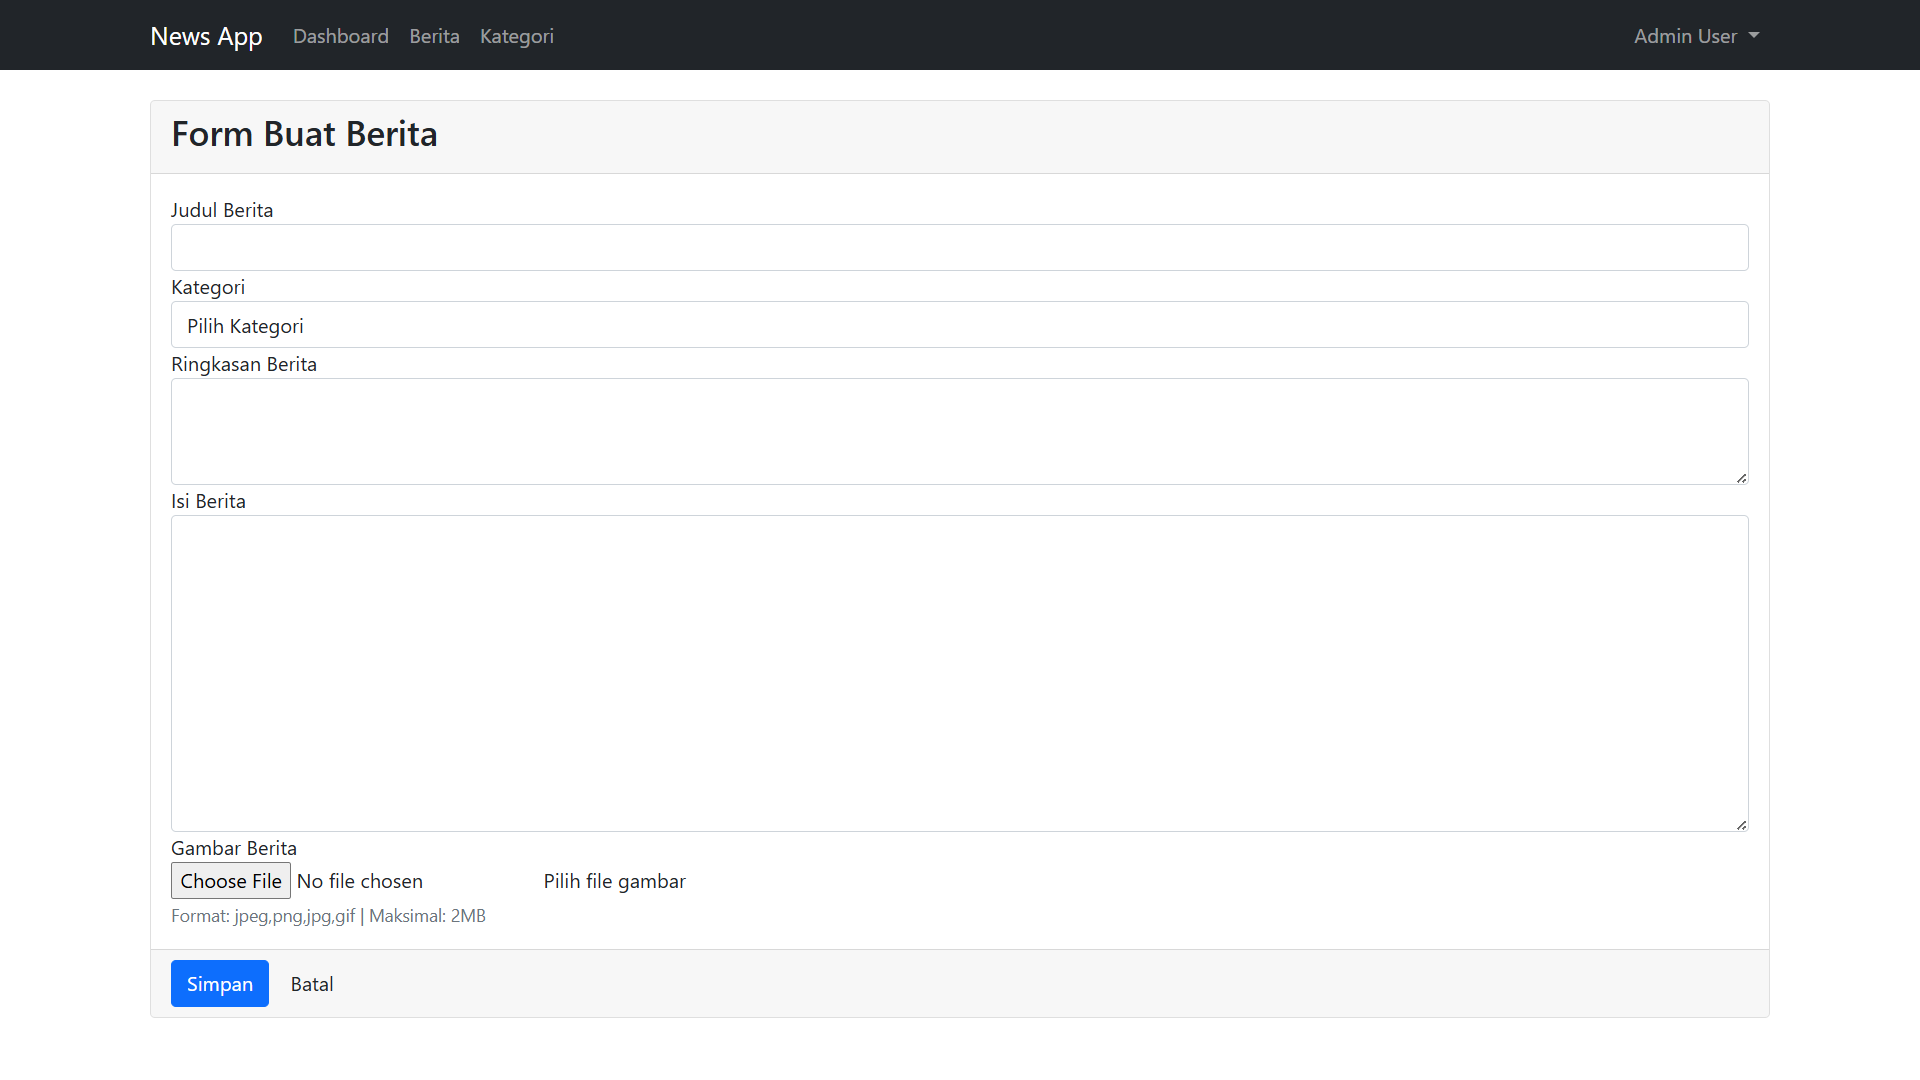 News App Dashboard Berita Kategori Admin User
Form Buat Berita
Judul Berita
Kategori
Pilih Kategori
Ringkasan Berita
Isi Berita
Gambar Berita
Choose File No file chosen Pilih file gambar
Format: jpeg,png,jpg,gif | Maksimal: 2MB
Simpan Batal